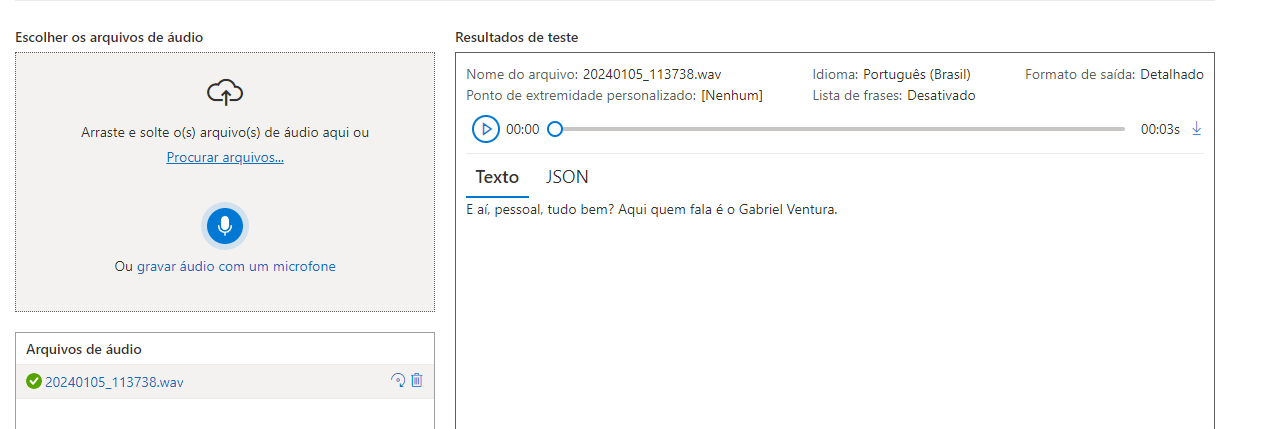 Escolher os arquivos de áudio
Arraste e solte o(s) arquivo(s) de áudio aqui ou
Procurar arquivos...
Ou gravar áudio com um microfone
Arquivos de áudio
20240105_113738.wav
Resultados de teste
Nome do arquivo: 20240105_113738.wav Idioma: Português (Brasil) Formato de saída: Detalhado
Ponto de extremidade personalizado: [Nenhum] Lista de frases: Desativado
00:00 00:03s
Texto JSON
E aí, pessoal, tudo bem? Aqui quem fala é o Gabriel Ventura.